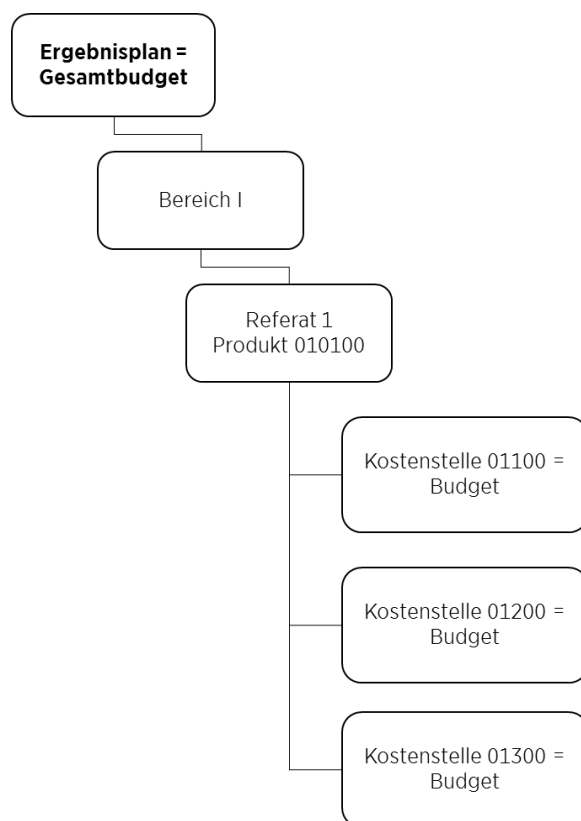 Ergebnisplan =
Gesamtbudget
Bereich I
Referat 1
Produkt 010100
Kostenstelle 01100 =
Budget
Kostenstelle 01200 =
Budget
Kostenstelle 01300 =
Budget